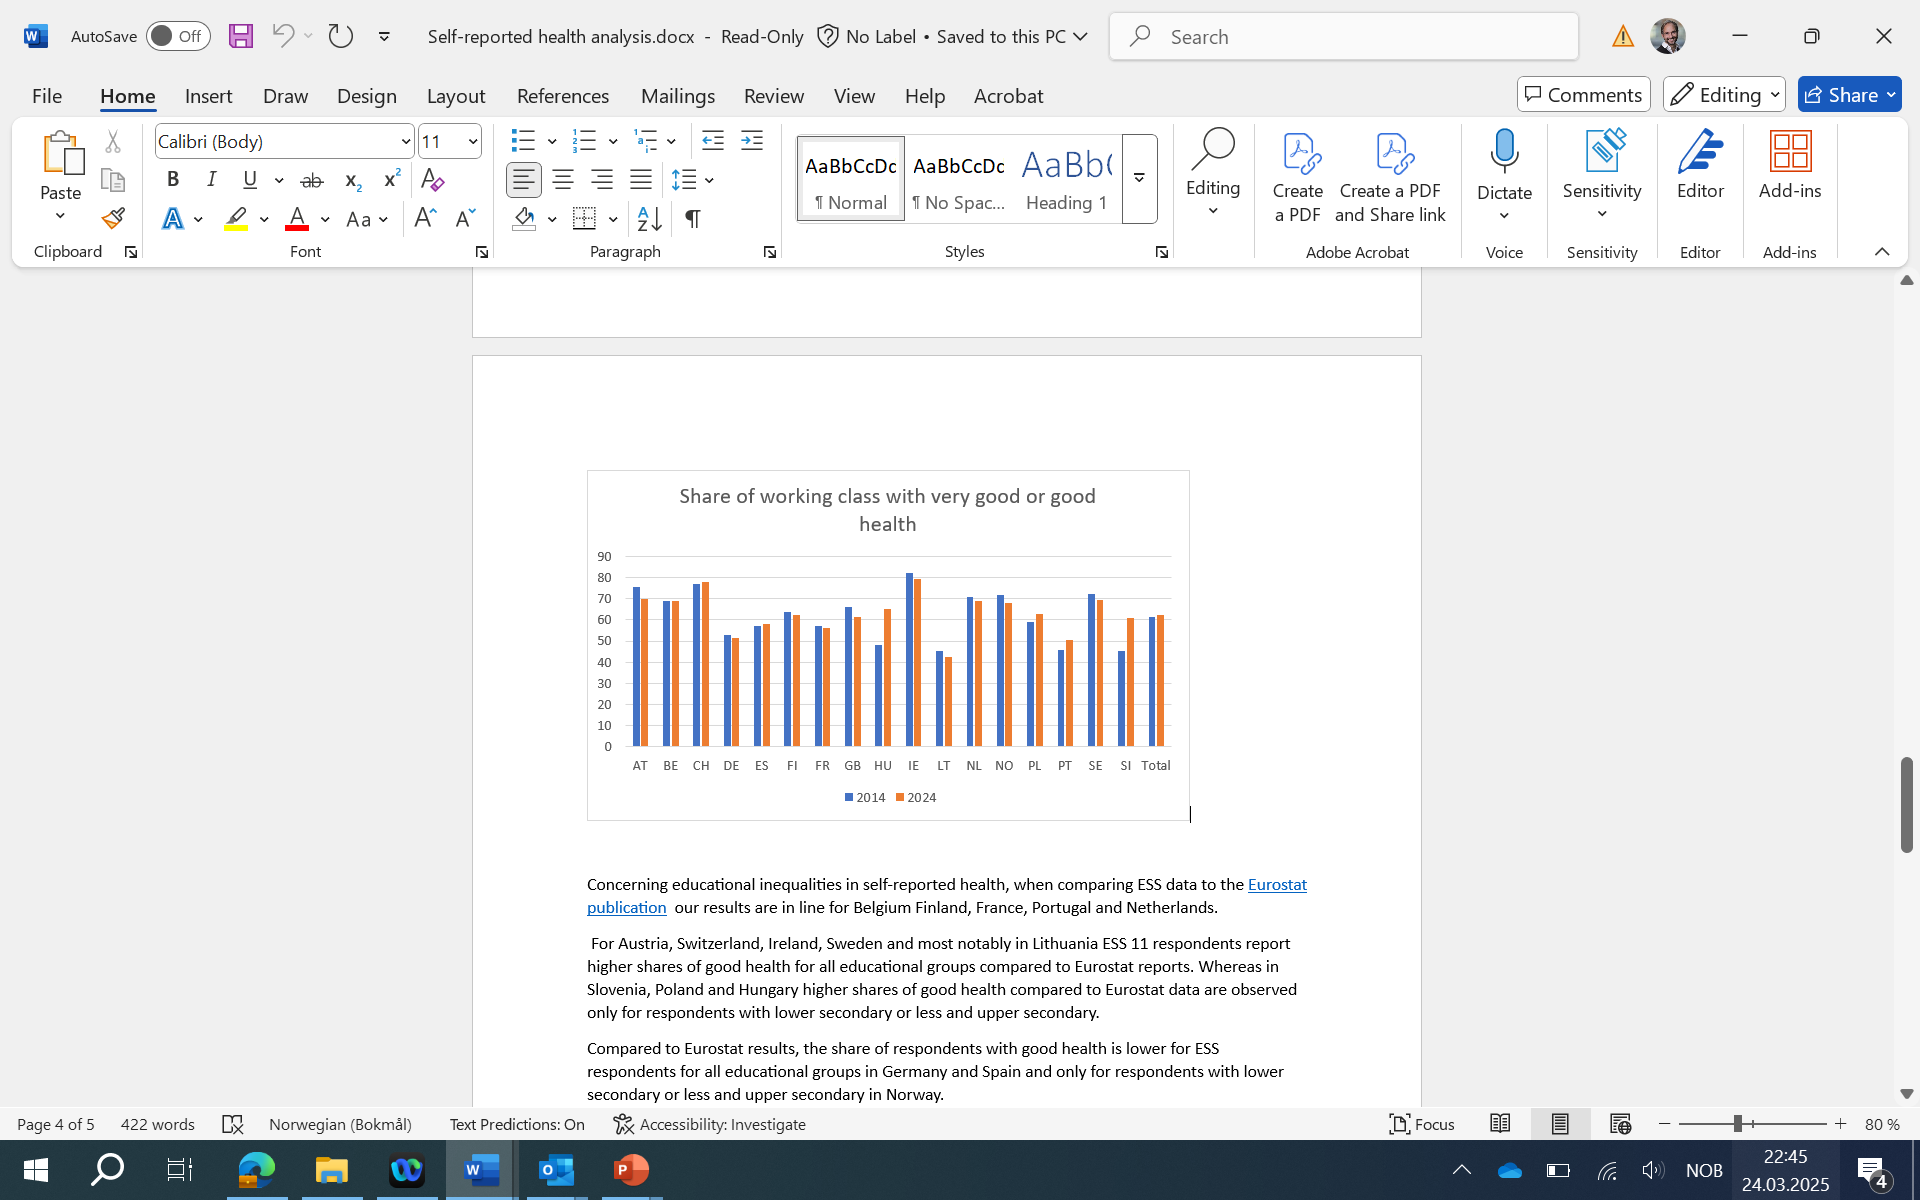 AutoSave Off Self-reported health analysis.docx - Read-Only No Label • Saved to this PC Search
File Home Insert Draw Design Layout References Mailings Review View Help Acrobat Comments Editing Share
Paste
Clipboard
Calibri (Body) 11
Font
Paragraph
AaBbCcDc AaBbCcDc AaBb(
¶ Normal ¶ No Spac... Heading 1
Styles
Editing
Create a PDF
Create a PDF and Share link
Adobe Acrobat
Dictate
Voice
Sensitivity
Sensitivity
Editor
Editor
Add-ins
Add-ins
Share of working class with very good or good
health
90
80
70
60
50
40
30
20
10
0
AT BE CH DE ES FI FR GB HU IE LT NL NO PL PT SE SI Total
2014 2024
Concerning educational inequalities in self-reported health, when comparing ESS data to the Eurostat
publication our results are in line for Belgium Finland, France, Portugal and Netherlands.
For Austria, Switzerland, Ireland, Sweden and most notably in Lithuania ESS 11 respondents report
higher shares of good health for all educational groups compared to Eurostat reports. Whereas in
Slovenia, Poland and Hungary higher shares of good health compared to Eurostat data are observed
only for respondents with lower secondary or less and upper secondary.
Compared to Eurostat results, the share of respondents with good health is lower for ESS
respondents for all educational groups in Germany and Spain and only for respondents with lower
secondary or less and upper secondary in Norway.
Page 4 of 5 422 words Norwegian (Bokmål) Text Predictions: On Accessibility: Investigate Focus 80 %
NOB 22:45
24.03.2025 4